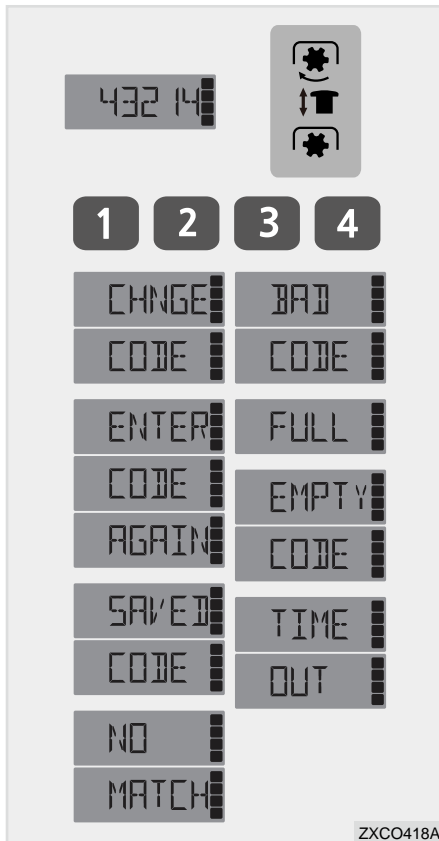 43214
1 2 3 4
CHNGE
CODE
ENTER
CODE
AGAIN
SAVED
CODE
NO
MATCH
BAD
CODE
FULL
EMPTY
CODE
TIME
OUT
ZXCO418A